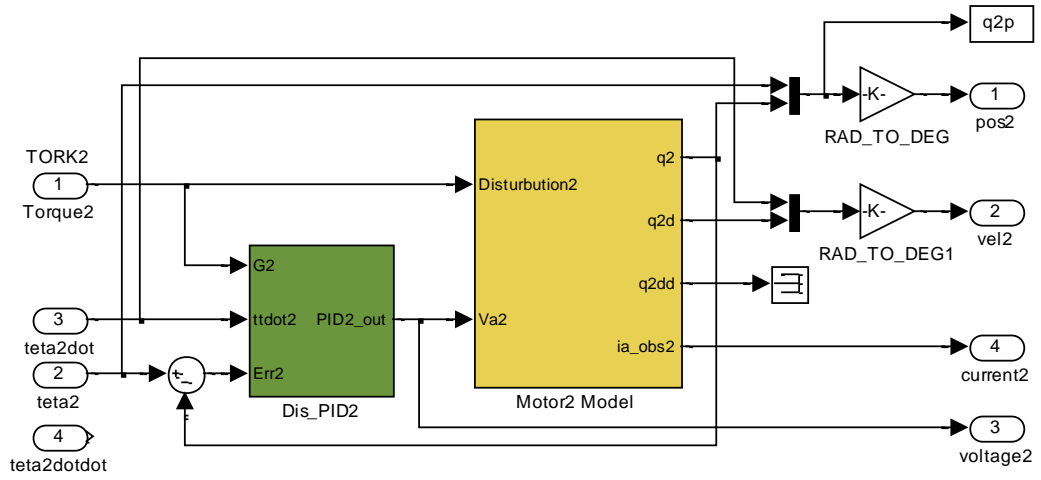 q2p
-K-
1
RAD_TO_DEG
pos2
TORK2
1
Torque2
Disturbution2
q2
q2d
-K-
2
RAD_TO_DEG1
vel2
G2
q2dd
3
teta2dot
ttdot2
PID2_out
Va2
ia_obs2
4
current2
2
teta2
Err2
Dis_PID2
Motor2 Model
4
teta2dotdot
3
voltage2